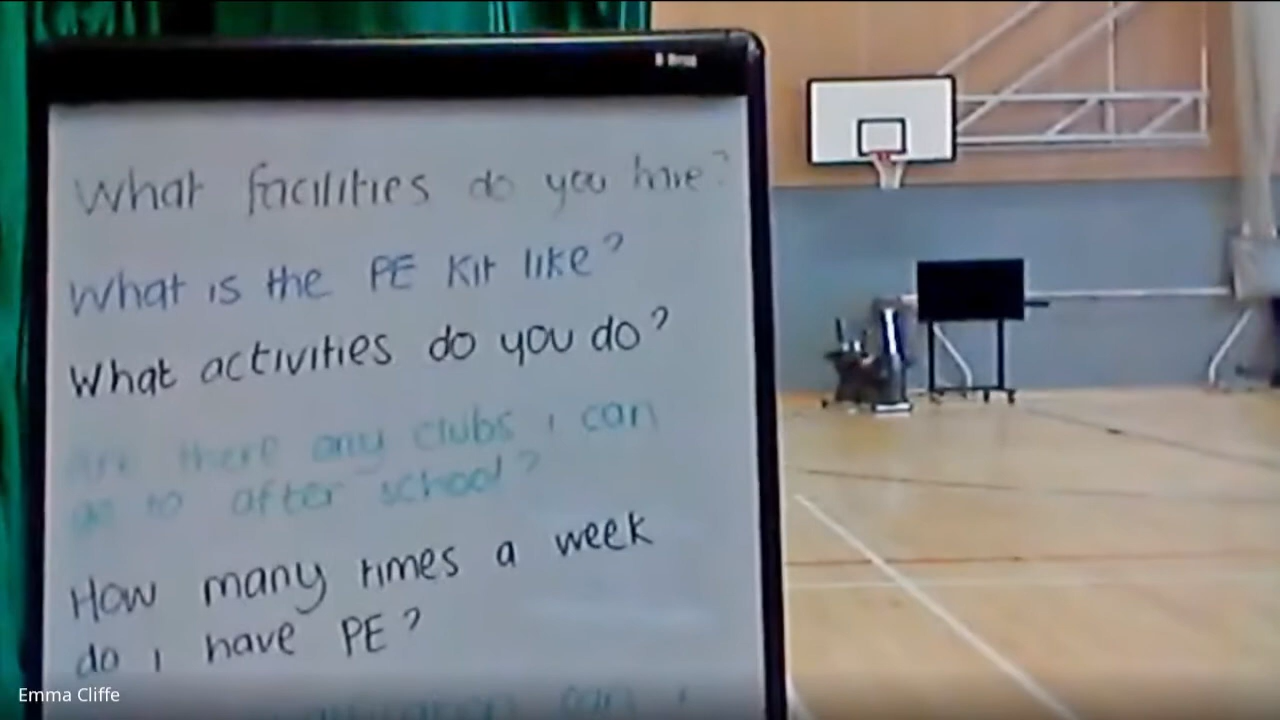 What facilities do you have?
What is the PE Kit like?
What activities do you do?
Are there any clubs i can
go to after school?
How many times a week
do i have PE?
can i
Emma Cliffe